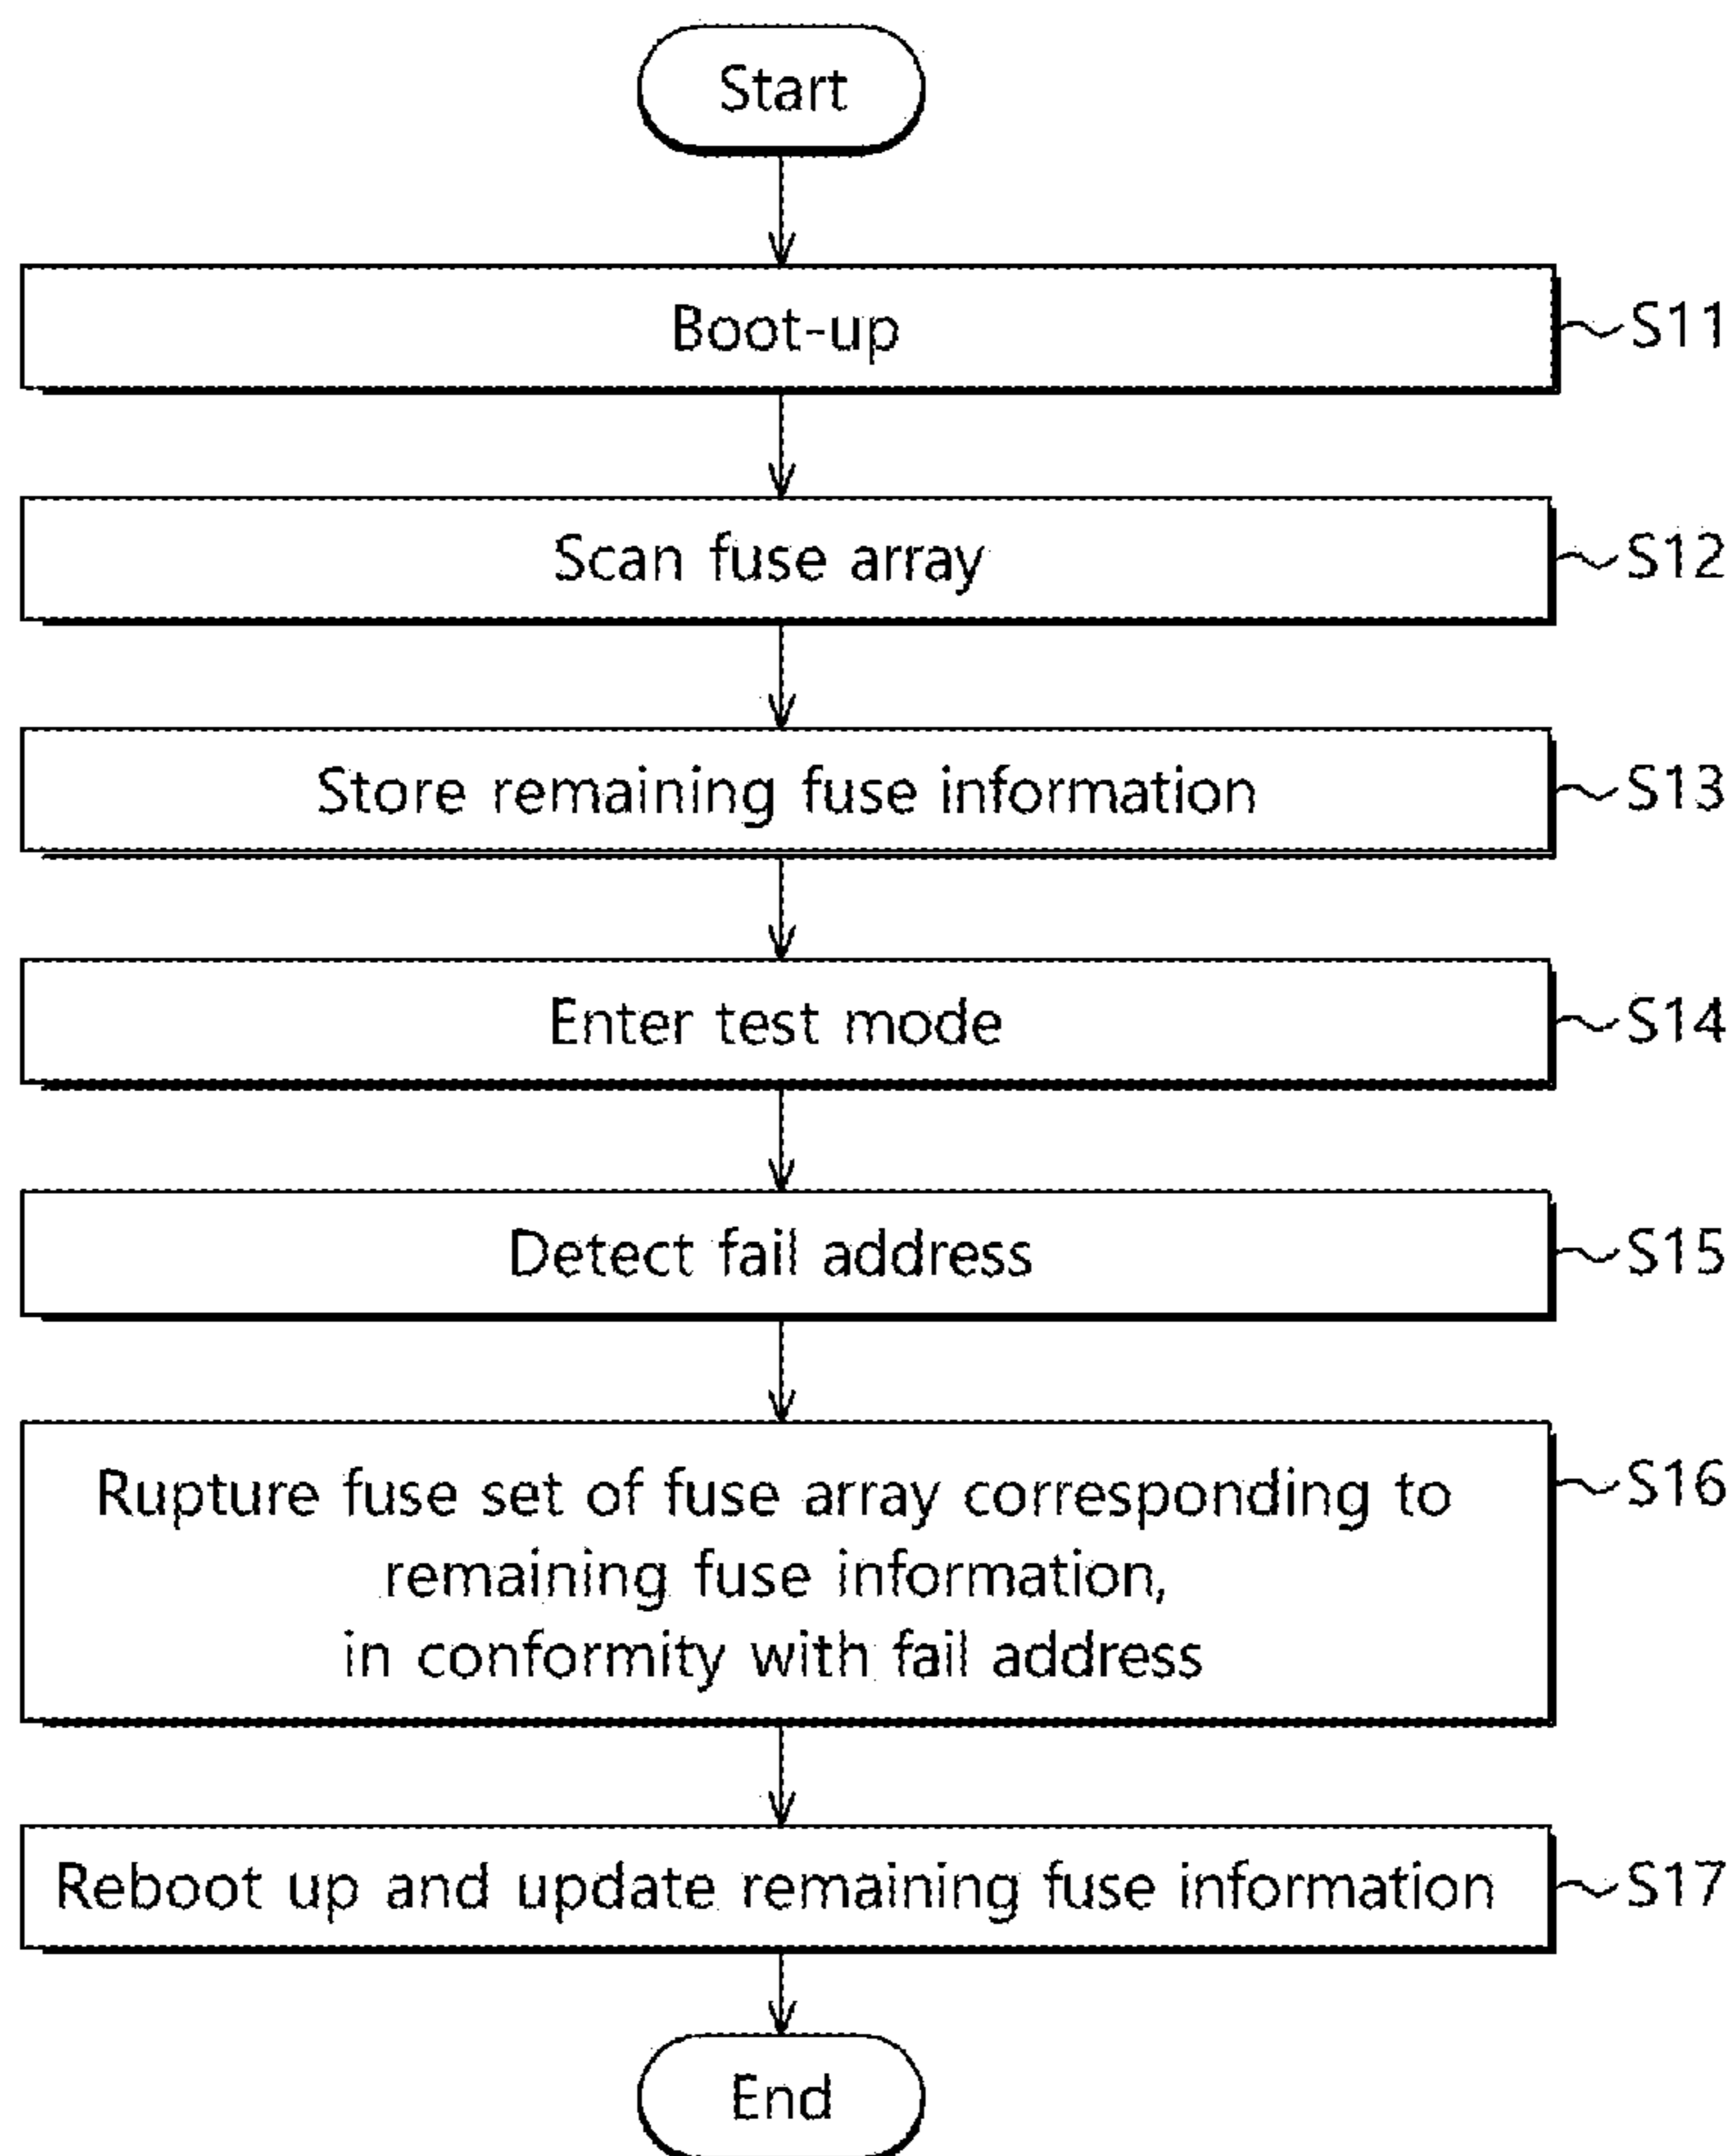 Start
Boot-up
S11
Scan fuse array
S12
Store remaining fuse information
S13
Enter test mode
S14
Detect fail address
S15
Rupture fuse set of fuse array corresponding to
remaining fuse information,
in conformity with fail address
S16
Reboot up and update remaining fuse information
S17
End